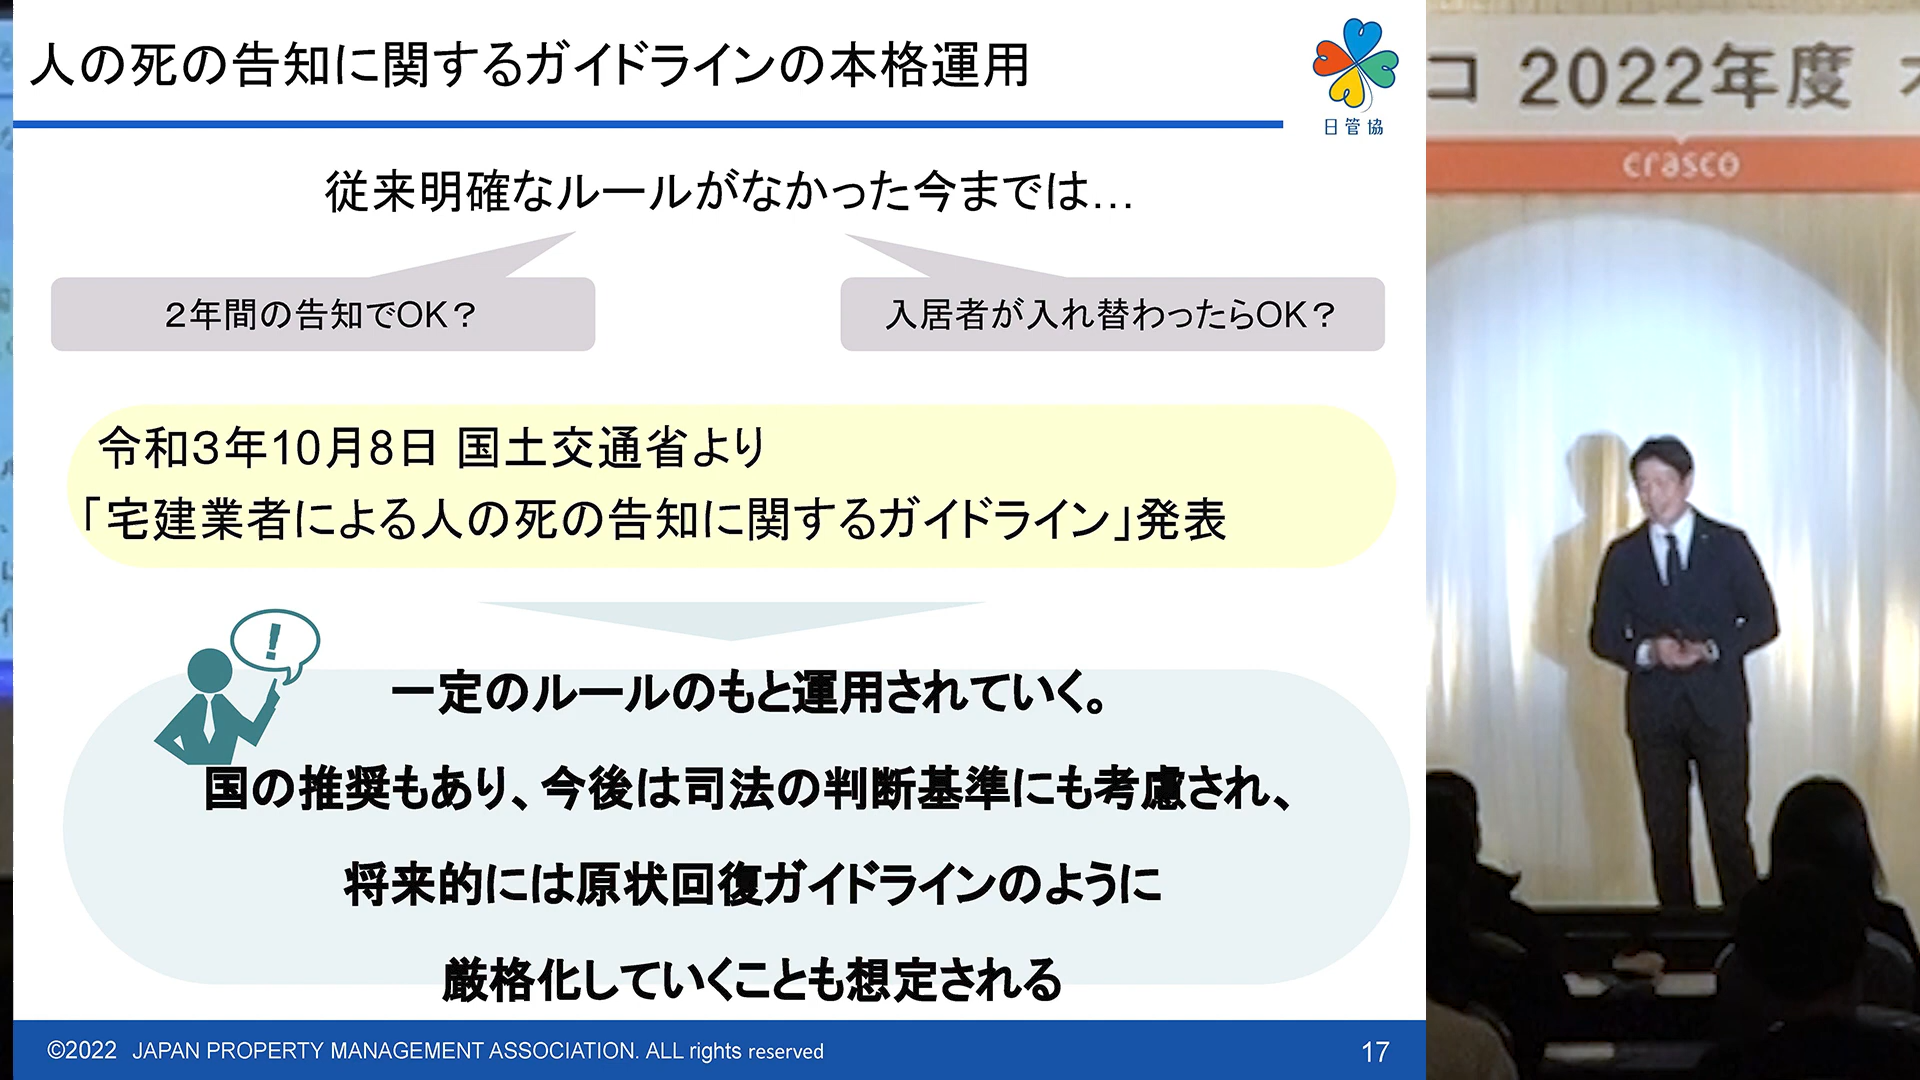 人の死の告知に関するガイドラインの本格運用
日管協
従来明確なルールがなかった今までは…
２年間の告知でOK？
入居者が入れ替わったらOK？
令和３年10月8日 国土交通省より
「宅建業者による人の死の告知に関するガイドライン」発表
!
一定のルールのもと運用されていく。
国の推奨もあり、今後は司法の判断基準にも考慮され、
将来的には原状回復ガイドラインのように
厳格化していくことも想定される
©2022 JAPAN PROPERTY MANAGEMENT ASSOCIATION. ALL rights reserved
17
コ 2022年度
crasco